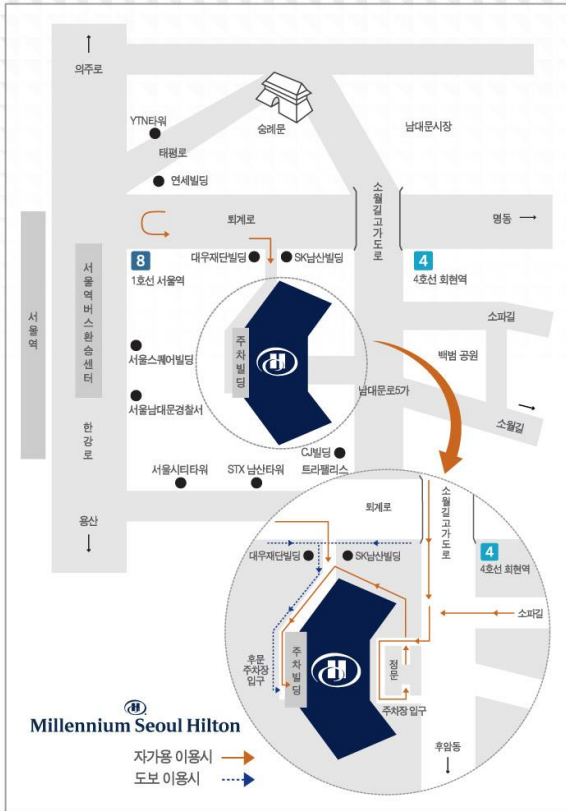 의주로
YTN타워
태평로
연세빌딩
숭례문
남대문시장
퇴계로
소월길고가도로
명동
대우재단빌딩
SK남산빌딩
8
1호선 서울역
4
4호선 회현역
서울역
서울역버스환승센터
주차빌딩
H
소파길
백범 공원
서울스퀘어빌딩
서울남대문경찰서
남대문로5가
소월길
한강로
CJ빌딩
트라팰리스
서울시티타워
STX 남산타워
용산
퇴계로
소월길고가도로
대우재단빌딩
SK남산빌딩
4
4호선 회현역
소파길
후문
주차장
입구
주차빌딩
H
정문
주차장 입구
후암동
H
Millennium Seoul Hilton
자가용 이용시
도보 이용시